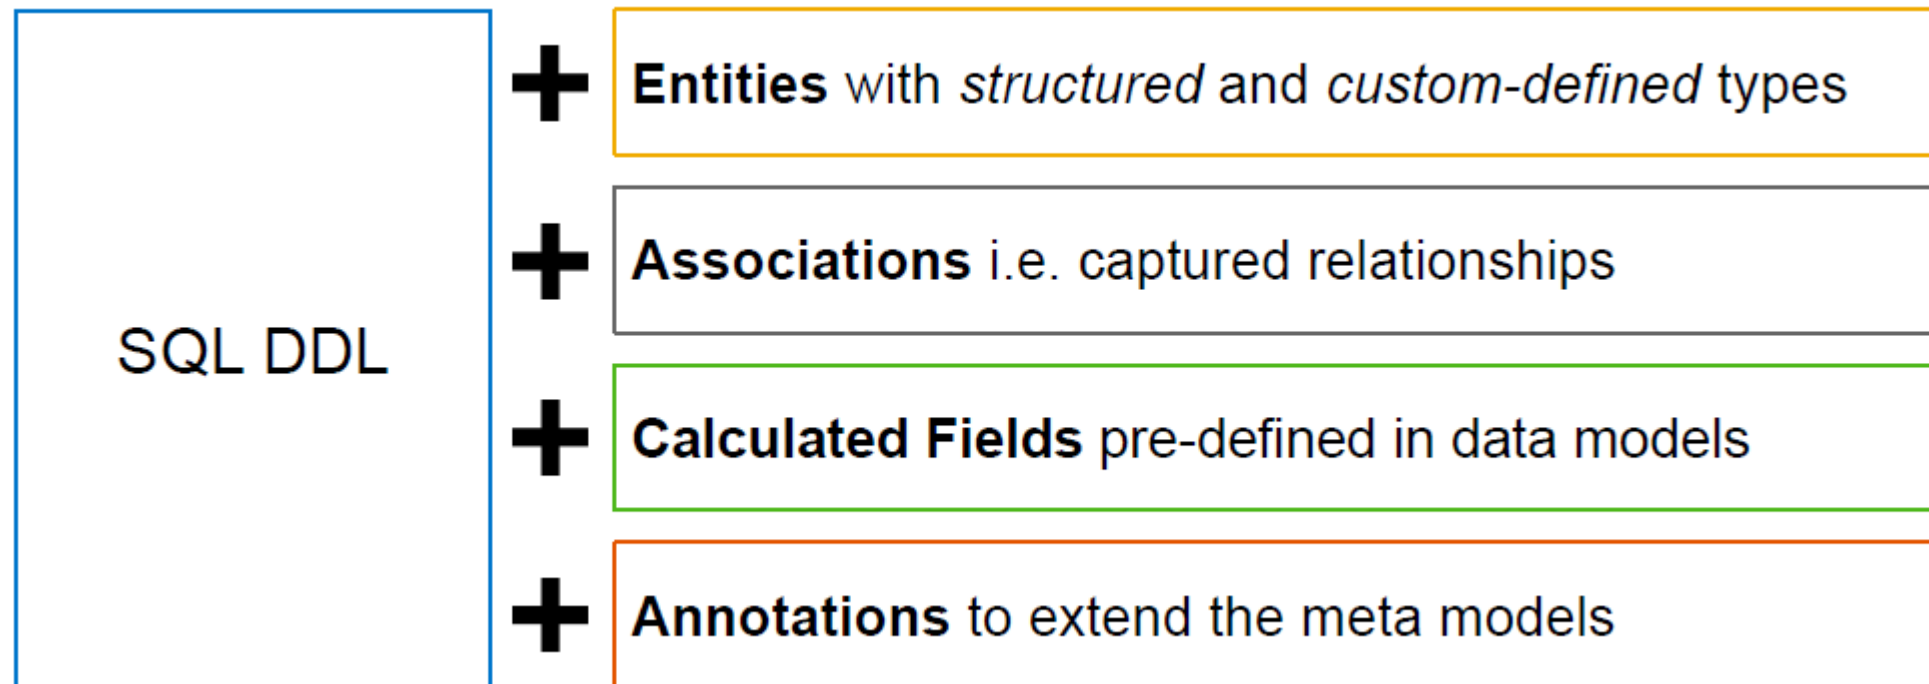 SQL DDL
Entities with structured and custom-defined types
Associations i.e. captured relationships
Calculated Fields pre-defined in data models
Annotations to extend the meta models